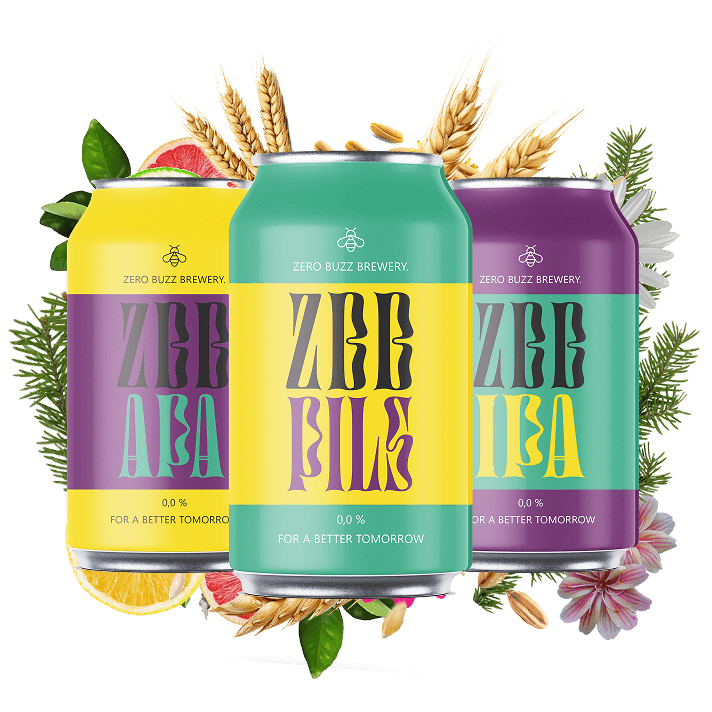 ZERO BUZZ BREWERY.
ZBB
APA
0,0 %
FOR A BETTER TOMORRO
ZERO BUZZ BREWERY.
ZBB
PILS
0,0 %
FOR A BETTER TOMORROW
ZERO BUZZ BREWERY.
ZBB
IPA
0,0 %
FOR A BETTER TOMORROW